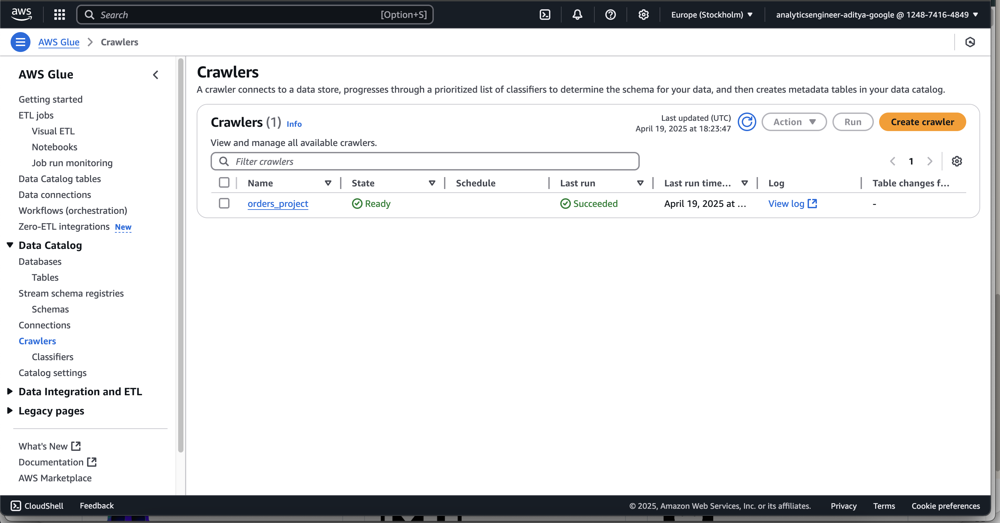 aws
Search [Option+S]
Europe (Stockholm)
analyticsengineer-aditya-google @ 1248-7416-4849
AWS Glue
Crawlers
AWS Glue
Getting started
ETL jobs
Visual ETL
Notebooks
Job run monitoring
Data Catalog tables
Data connections
Workflows (orchestration)
Zero-ETL integrations New
Data Catalog
Databases
Tables
Stream schema registries
Schemas
Connections
Crawlers
Classifiers
Catalog settings
Data Integration and ETL
Legacy pages
What's New
Documentation
AWS Marketplace
Crawlers
A crawler connects to a data store, progresses through a prioritized list of classifiers to determine the schema for your data, and then creates metadata tables in your data catalog.
Crawlers (1) Info
Last updated (UTC)
April 19, 2025 at 18:23:47
Action
Run
Create crawler
View and manage all available crawlers.
Filter crawlers
1
Name State Schedule Last run Last run time... Log Table changes f...
orders_project Ready Succeeded April 19, 2025 at ... View log -
CloudShell
Feedback
© 2025, Amazon Web Services, Inc. or its affiliates.
Privacy
Terms
Cookie preferences